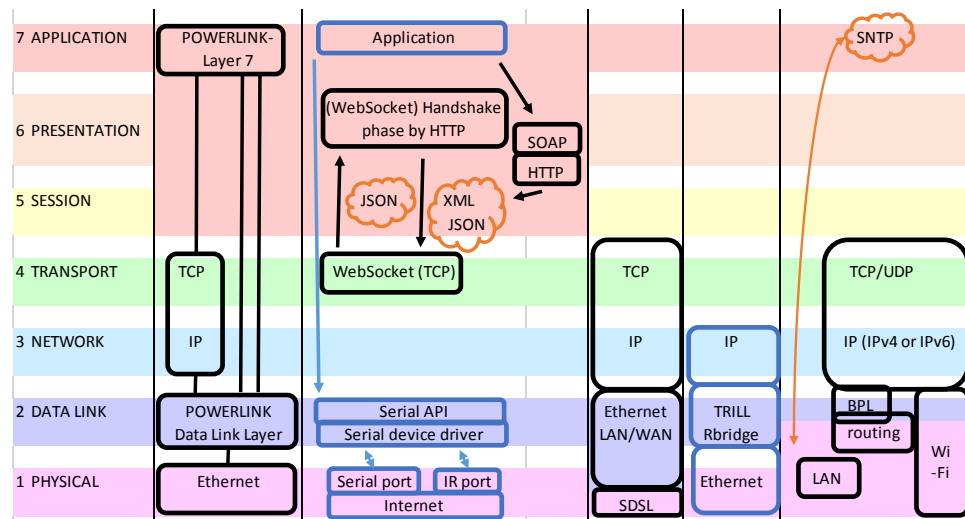 7 APPLICATION
POWERLINK-
Layer 7
Application
SNTP
6 PRESENTATION
(WebSocket) Handshake
phase by HTTP
SOAP
HTTP
5 SESSION
JSON
XML
JSON
4 TRANSPORT
TCP
WebSocket (TCP)
TCP
TCP/UDP
3 NETWORK
IP
IP
IP
IP (IPv4 or IPv6)
2 DATA LINK
POWERLINK
Data Link Layer
Serial API
Serial device driver
Ethernet
LAN/WAN
TRILL
Rbridge
BPL
routing
Wi
-Fi
1 PHYSICAL
Ethernet
Serial port
IR port
Internet
SDSL
Ethernet
LAN